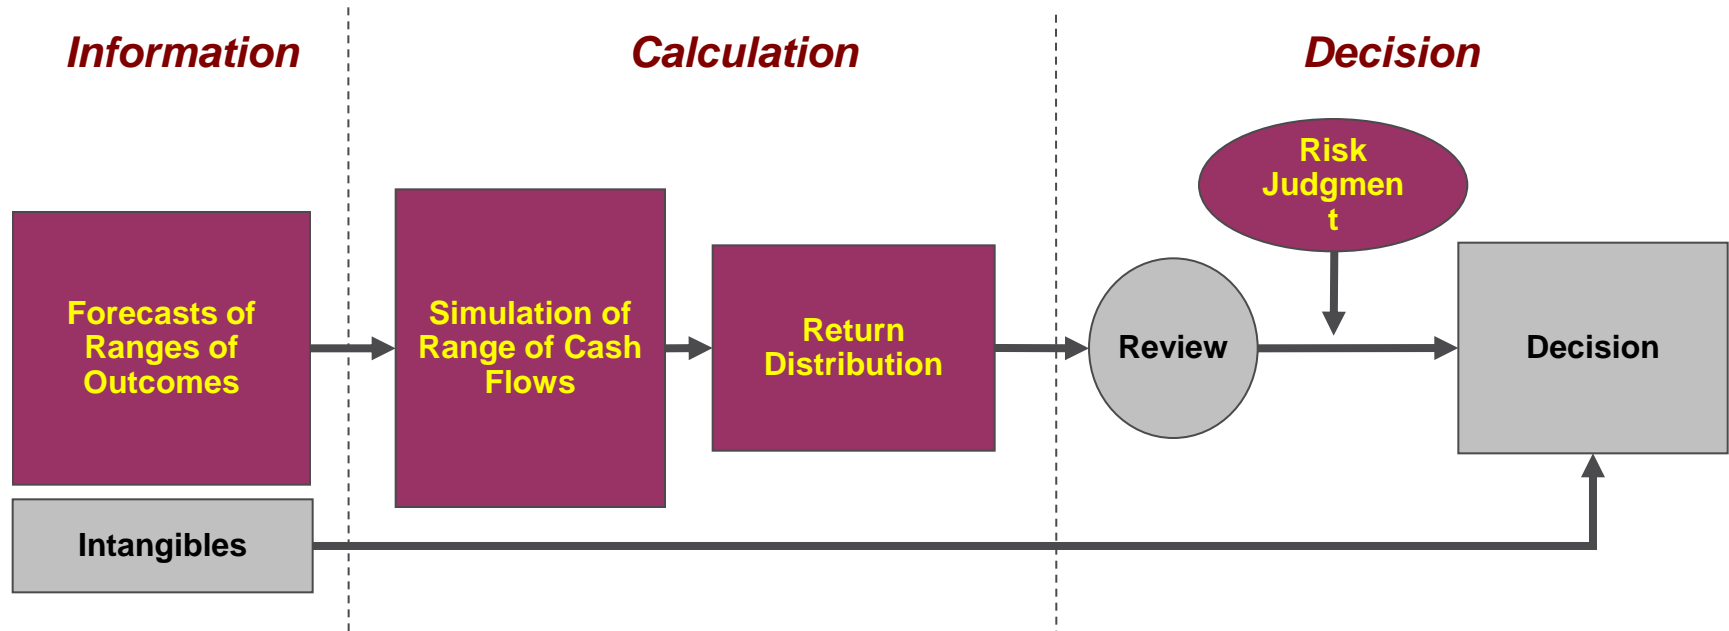 Information
Calculation
Decision
Risk
Judgmen
t
Forecasts of
Ranges of
Outcomes
Simulation of
Range of Cash
Flows
Return
Distribution
Review
Decision
Intangibles